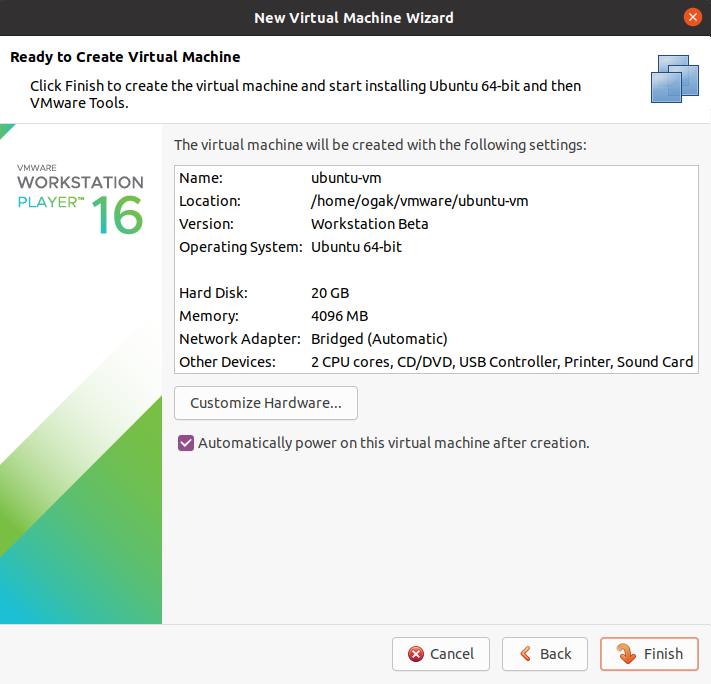 New Virtual Machine Wizard
Ready to Create Virtual Machine
Click Finish to create the virtual machine and start installing Ubuntu 64-bit and then
VMware Tools.
VMWARE
WORKSTATION
PLAYER™ 16
The virtual machine will be created with the following settings:
Name: ubuntu-vm
Location: /home/ogak/vmware/ubuntu-vm
Version: Workstation Beta
Operating System: Ubuntu 64-bit
Hard Disk: 20 GB
Memory: 4096 MB
Network Adapter: Bridged (Automatic)
Other Devices: 2 CPU cores, CD/DVD, USB Controller, Printer, Sound Card
Customize Hardware...
Automatically power on this virtual machine after creation.
Cancel Back Finish